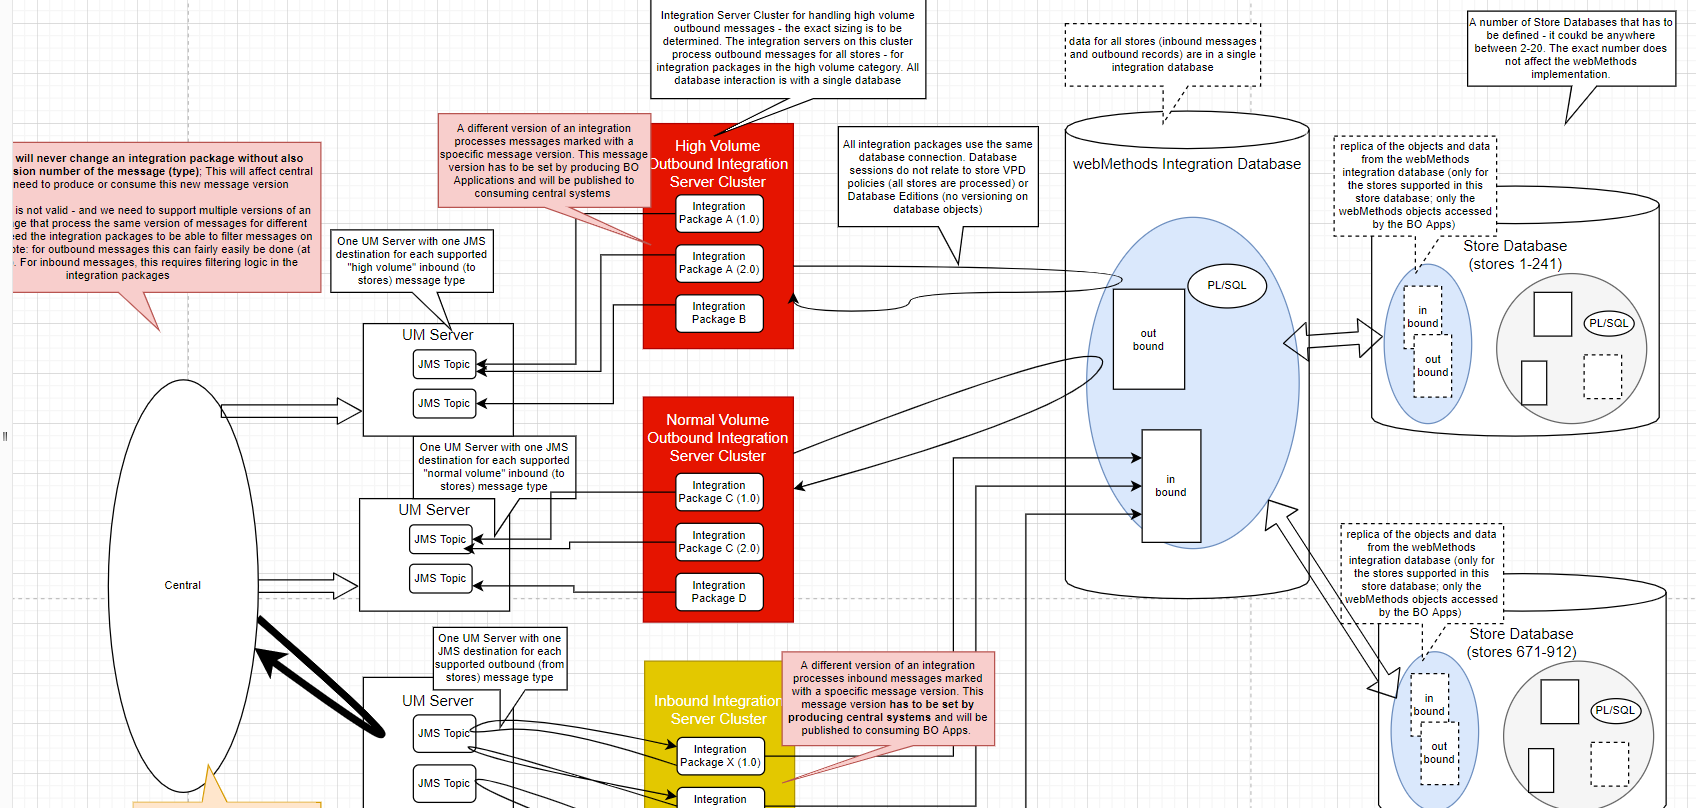 Integration Server Cluster for handling high volume
outbound messages - the exact sizing is to be
determined. The integration servers on this cluster
process outbound messages for all stores - for
integration packages in the high volume category. All
database interaction is with a single database
data for all stores (inbound messages
and outbound records) are in a single
integration database
A number of Store Databases that has to
be defined - it coukd be anywhere
between 2-20. The exact number does
not affect the webMethods
implementation.
A different version of an integration
processes messages marked with a
spoecific message version. This message
version has to be set by producing BO
Applications and will be published to
consuming central systems
will never change an integration package without also
sion number of the message (type); This will affect central
need to produce or consume this new message version
is not valid - and we need to support multiple versions of an
ge that process the same version of messages for different
eed the integration packages to be able to filter messages on
ote: for outbound messages this can fairly easily be done (at
. For inbound messages, this requires filtering logic in the
integration packages
One UM Server with one JMS
destination for each supported
"high volume" inbound (to
stores) message type
High Volume
Outbound Integration
Server Cluster
Integration
Package A (1.0)
Integration
Package A (2.0)
Integration
Package B
All integration packages use the same
database connection. Database
sessions do not relate to store VPD
policies (all stores are processed) or
Database Editions (no versioning on
database objects)
webMethods Integration Database
PL/SQL
out
bound
in
bound
replica of the objects and data
from the webMethods
integration database (only for
the stores supported in this
store database; only the
webMethods objects accessed
by the BO Apps)
Store Database
(stores 1-241)
in
bound
out
bound
PL/SQL
UM Server
JMS Topic
JMS Topic
One UM Server with one JMS
destination for each supported
"normal volume" inbound (to
stores) message type
UM Server
JMS Topic
JMS Topic
Normal Volume
Outbound Integration
Server Cluster
Integration
Package C (1.0)
Integration
Package C (2.0)
Integration
Package D
Central
replica of the objects and data
from the webMethods
integration database (only for
the stores supported in this
store database; only the
webMethods objects accessed
by the BO Apps)
Store Database
(stores 671-912)
in
bound
out
bound
PL/SQL
One UM Server with one
JMS destination for each
supported outbound (from
stores) message type
UM Server
JMS Topic
JMS Topic
Inbound Integration
Server Cluster
Integration
Package X (1.0)
Integration
A different version of an integration
processes inbound messages marked
with a spoecific message version. This
message version has to be set by
producing central systems and will be
published to consuming BO Apps.